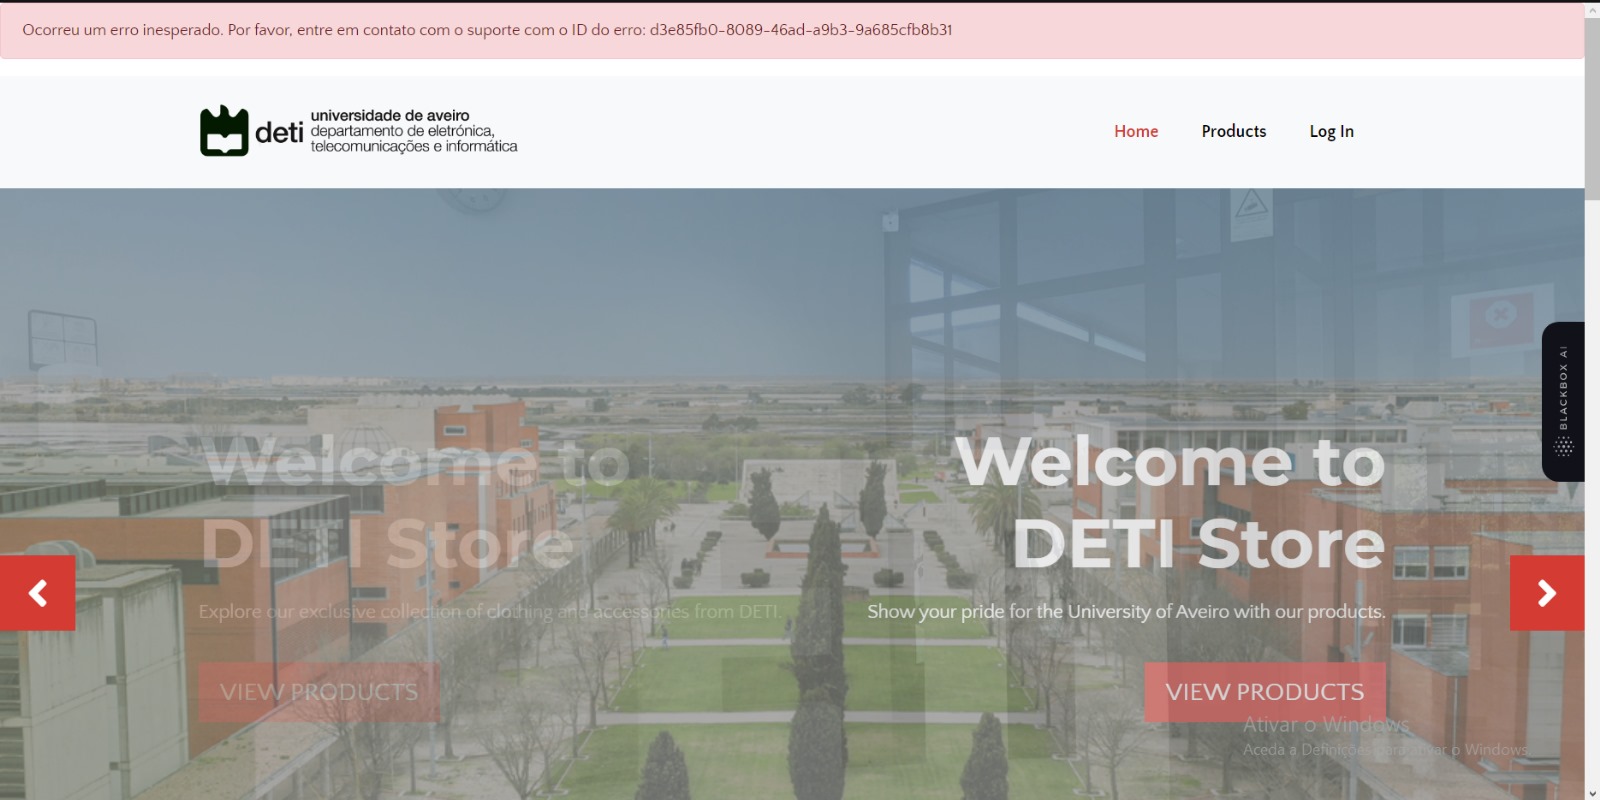 Ocorreu um erro inesperado. Por favor, entre em contato com o suporte com o ID do erro: d3e85fb0-8089-46ad-a9b3-9a685cfb8b31
deti
universidade de aveiro
departamento de eletrónica,
telecomunicações e informática
Home
Products
Log In
BLACKBOX AI
Welcome to
DETI Store
Explore our exclusive collection of clothing and accessories from DETI.
VIEW PRODUCTS
Welcome to
DETI Store
Show your pride for the University of Aveiro with our products.
VIEW PRODUCTS
Ativar o Windows
Aceda a Definições para ativar o Windows.